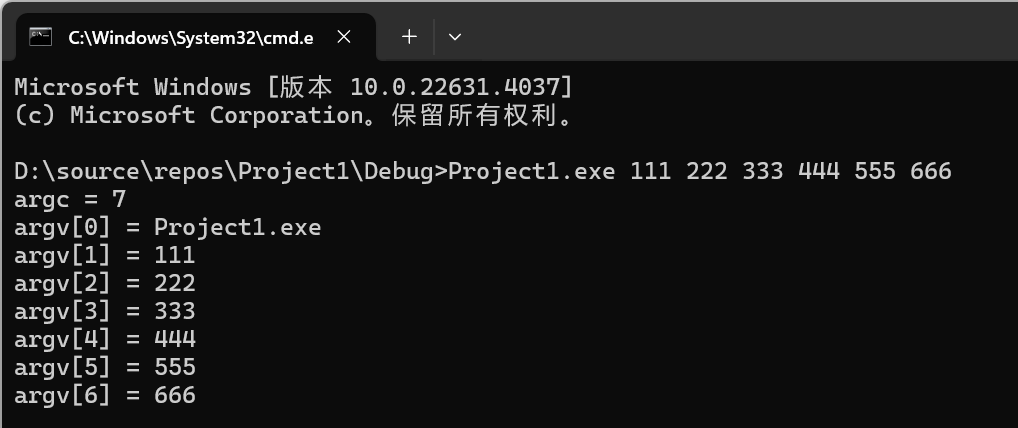 C:\Windows\System32\cmd.e
Microsoft Windows [版本 10.0.22631.4037]
(c) Microsoft Corporation。保留所有权利。
D:\source\repos\Project1\Debug>Project1.exe 111 222 333 444 555 666
argc = 7
argv[0] = Project1.exe
argv[1] = 111
argv[2] = 222
argv[3] = 333
argv[4] = 444
argv[5] = 555
argv[6] = 666